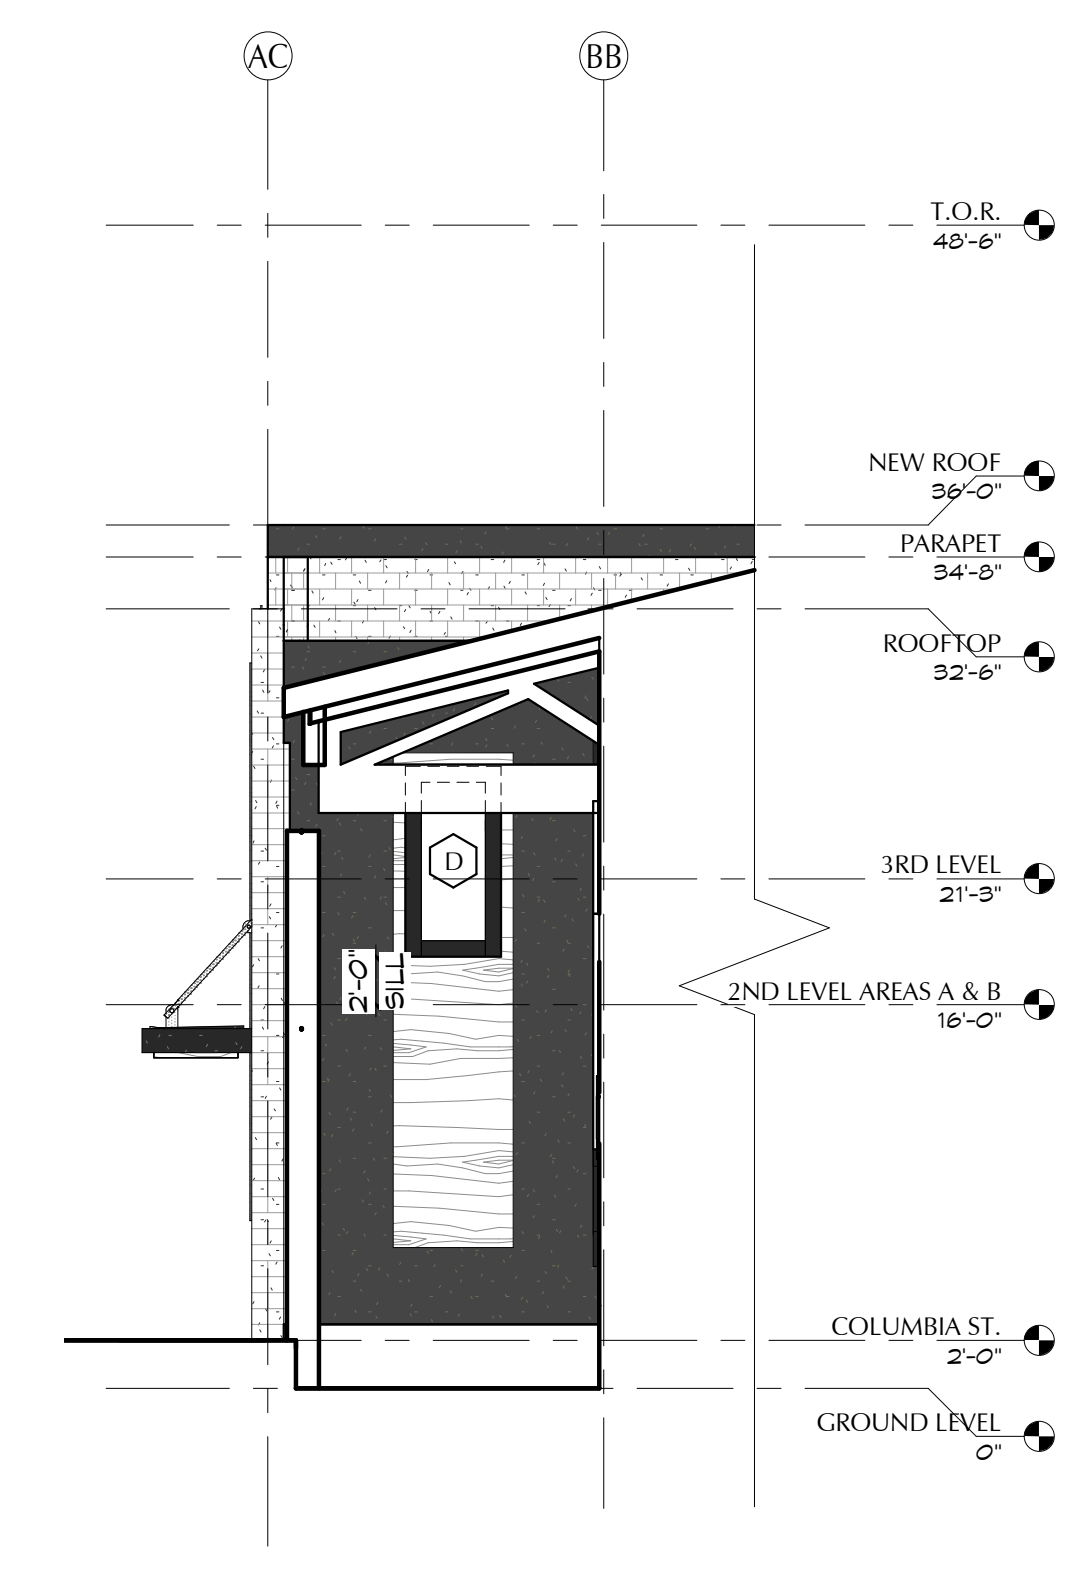 AC
BB
T.O.R.
48'-6"
NEW ROOF
36'-0"
PARAPET
34'-8"
ROOFTOP
32'-6"
D
3RD LEVEL
21'-3"
2'-0"
SILL
2ND LEVEL AREAS A & B
16'-0"
COLUMBIA ST.
2'-0"
GROUND LEVEL
0"